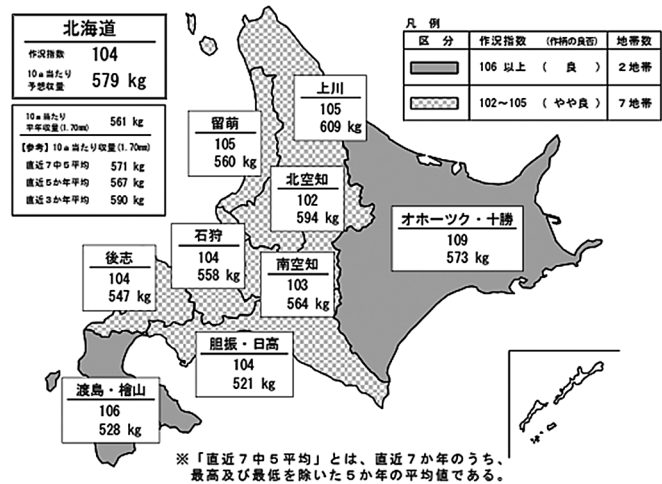 北海道
作況指数 104
10a当たり
予想収量 579 kg
10a当たり
平年収量(1.70mm) 561 kg
【参考】10a当たり収量(1.70mm)
直近7中5平均 571 kg
直近5か年平均 567 kg
直近3か年平均 590 kg
凡 例
区 分 作況指数 (作柄の良否) 地帯数
106 以上 ( 良 ) 2地帯
102~105 ( やや良 ) 7地帯
上川
105
609 kg
留萌
105
560 kg
北空知
102
594 kg
石狩
104
558 kg
オホーツク・十勝
109
573 kg
後志
104
547 kg
南空知
103
564 kg
胆振・日高
104
521 kg
渡島・檜山
106
528 kg
※「直近7中5平均」とは、直近7か年のうち、
最高及び最低を除いた5か年の平均値である。